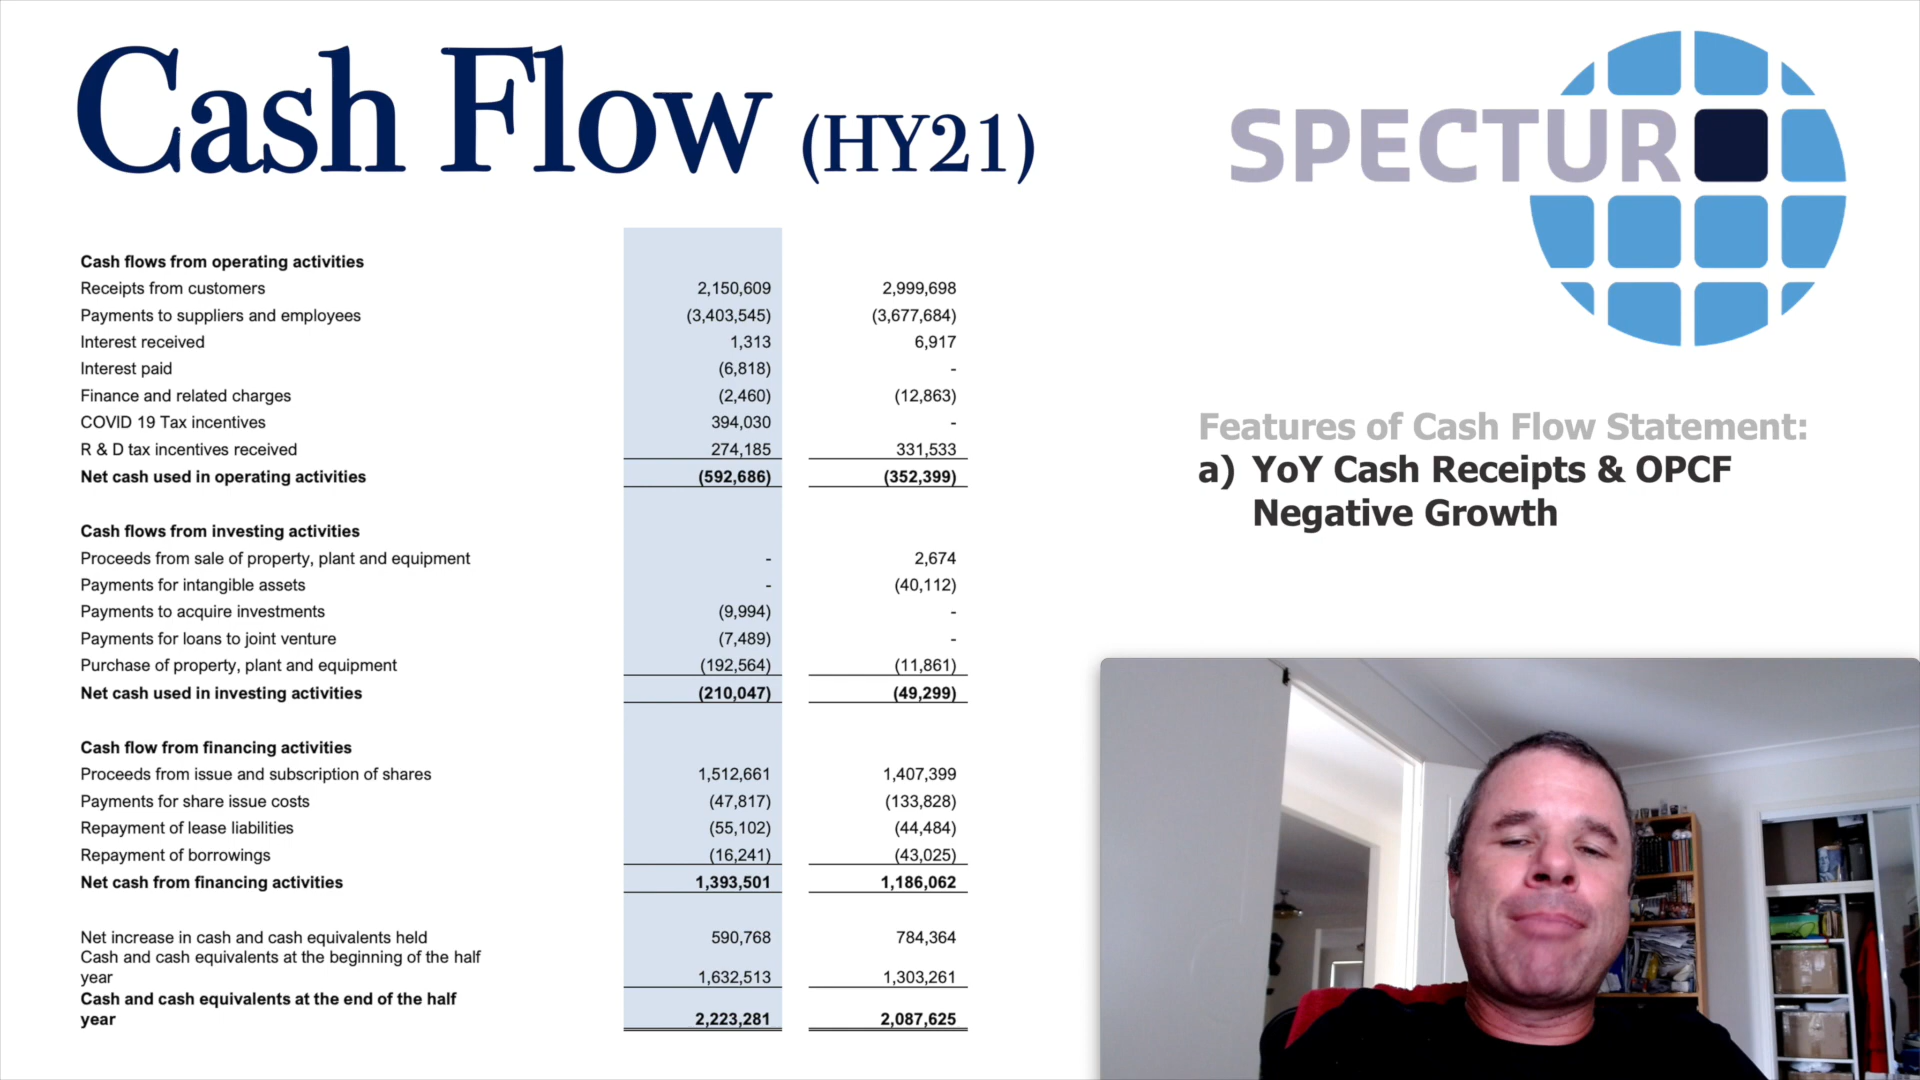 Cash Flow (HY21)
SPECTUR
Cash flows from operating activities
Receipts from customers 2,150,609 2,999,698
Payments to suppliers and employees (3,403,545) (3,677,684)
Interest received 1,313 6,917
Interest paid (6,818) -
Finance and related charges (2,460) (12,863)
COVID 19 Tax incentives 394,030 -
R & D tax incentives received 274,185 331,533
Net cash used in operating activities (592,686) (352,399)
Cash flows from investing activities
Proceeds from sale of property, plant and equipment - 2,674
Payments for intangible assets - (40,112)
Payments to acquire investments (9,994) -
Payments for loans to joint venture (7,489) -
Purchase of property, plant and equipment (192,564) (11,861)
Net cash used in investing activities (210,047) (49,299)
Cash flow from financing activities
Proceeds from issue and subscription of shares 1,512,661 1,407,399
Payments for share issue costs (47,817) (133,828)
Repayment of lease liabilities (55,102) (44,484)
Repayment of borrowings (16,241) (43,025)
Net cash from financing activities 1,393,501 1,186,062
Net increase in cash and cash equivalents held 590,768 784,364
Cash and cash equivalents at the beginning of the half
year 1,632,513 1,303,261
Cash and cash equivalents at the end of the half
year 2,223,281 2,087,625
Features of Cash Flow Statement:
a) YoY Cash Receipts & OPCF
Negative Growth